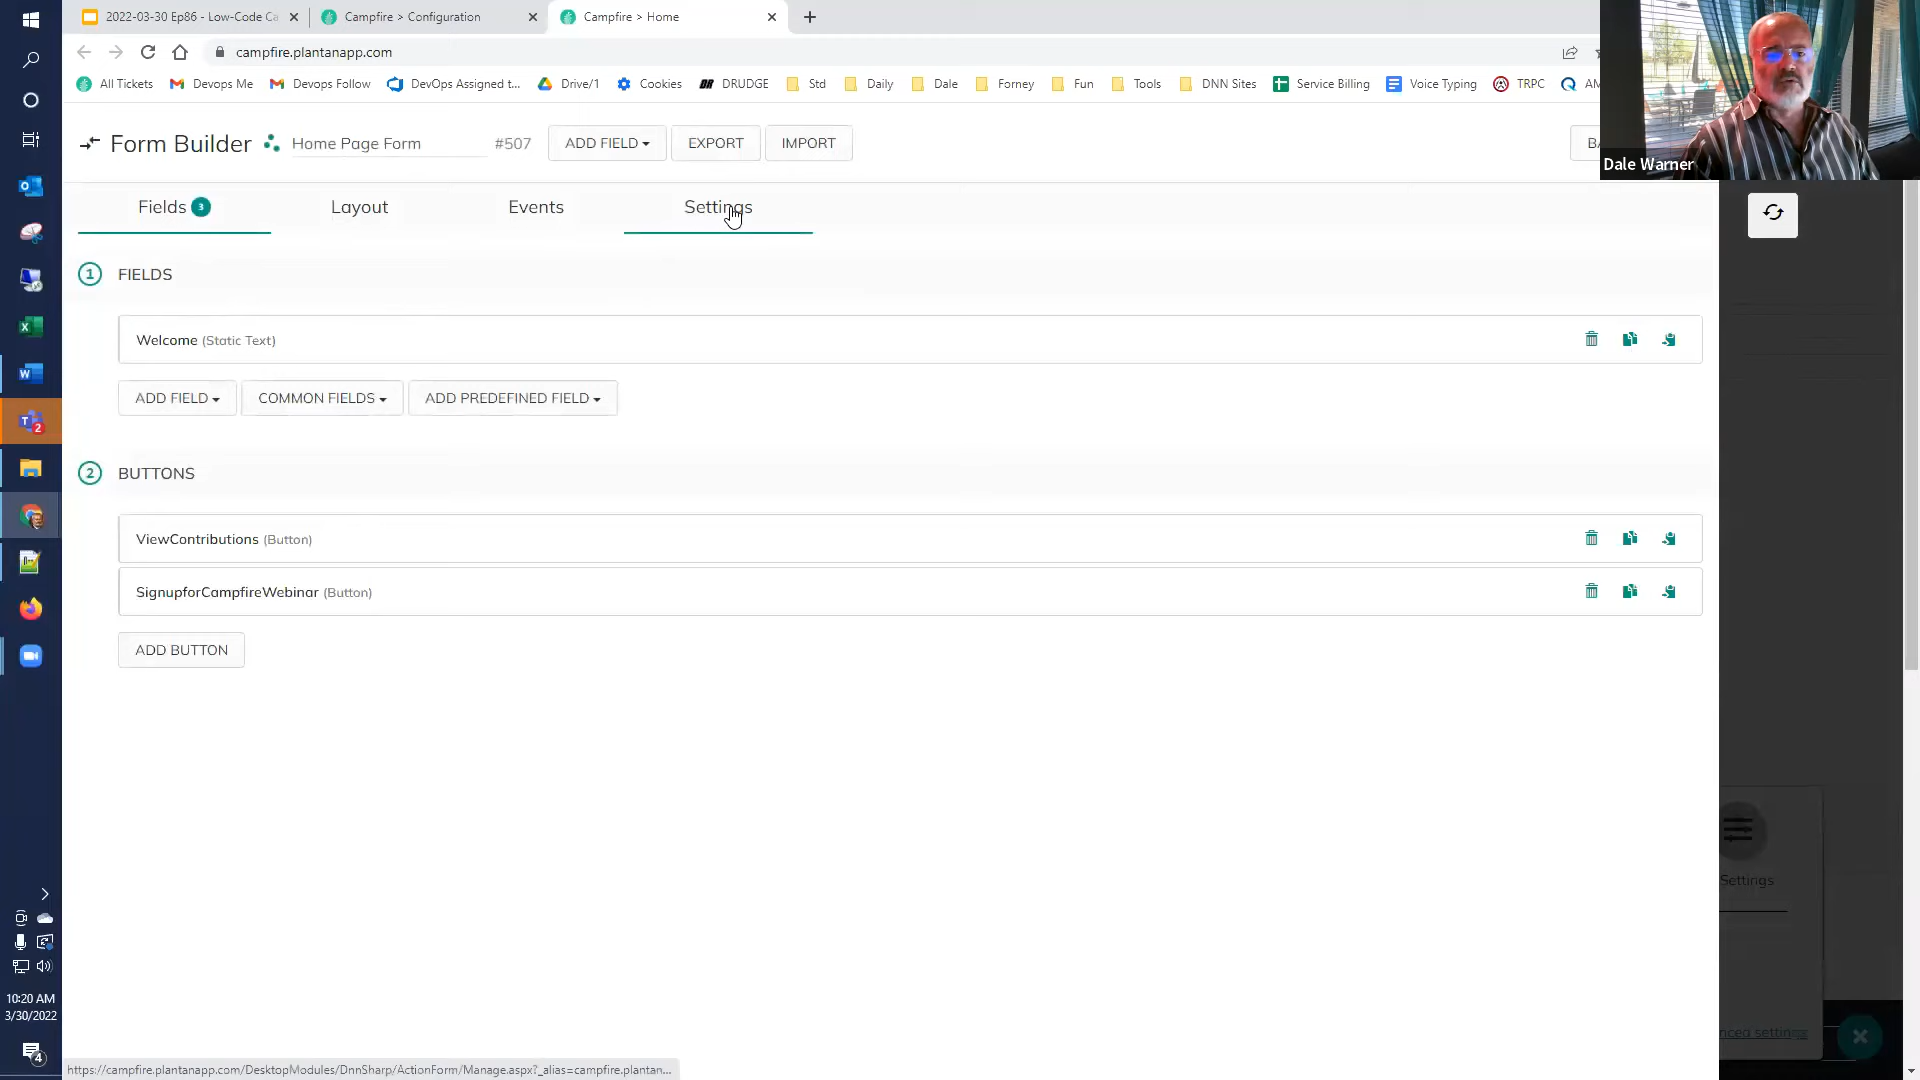 2022-03-30 Ep86 - Low-Code Ca
Campfire > Configuration
Campfire > Home
campfire.plantanapp.com
All Tickets
Devops Me
Devops Follow
DevOps Assigned t...
Drive/1
Cookies
DRUDGE
Std
Daily
Dale
Forney
Fun
Tools
DNN Sites
Service Billing
Voice Typing
TRPC
AM
Form Builder
Home Page Form
#507
ADD FIELD
EXPORT
IMPORT
BA
Dale Warner
Fields 3
Layout
Events
Settings
1 FIELDS
Welcome (Static Text)
ADD FIELD
COMMON FIELDS
ADD PREDEFINED FIELD
2 BUTTONS
ViewContributions (Button)
SignupforCampfireWebinar (Button)
ADD BUTTON
Settings
nced settings
10:20 AM
3/30/2022
4
https://campfire.plantanapp.com/DesktopModules/DnnSharp/ActionForm/Manage.aspx?_alias=campfire.plantan...